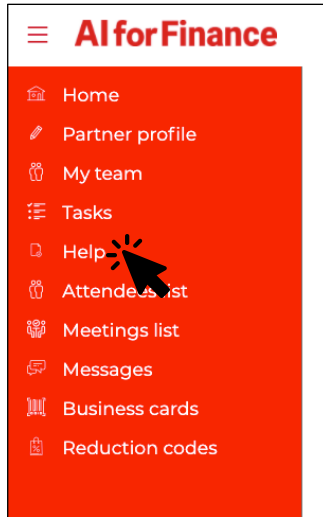 AI for Finance
Home
Partner profile
My team
Tasks
Help
Attendees list
Meetings list
Messages
Business cards
Reduction codes